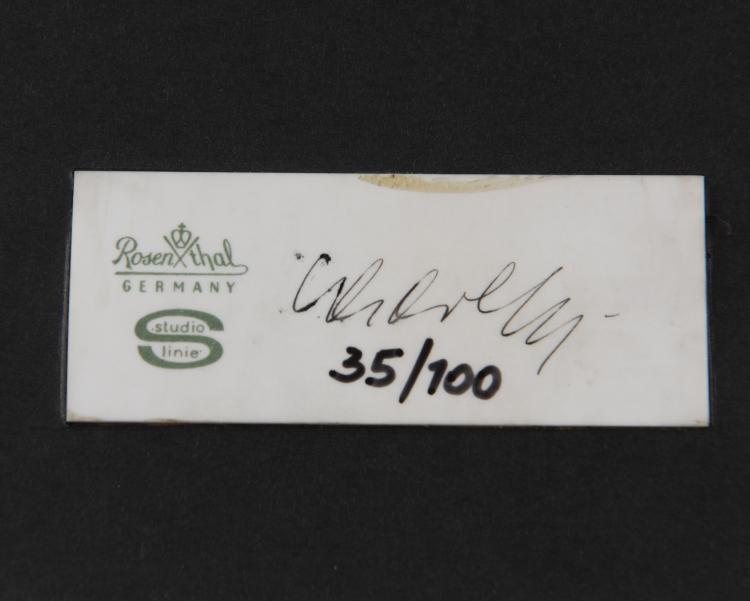 Rosenthal
GERMANY
studio
linie
35/100